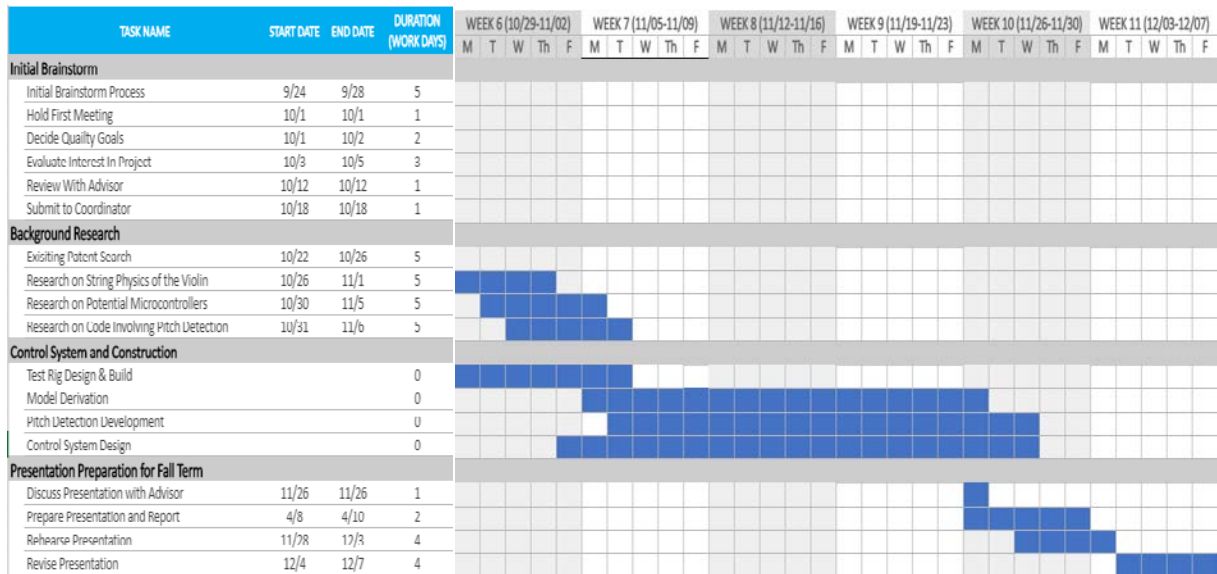 TASK NAME START DATE END DATE DURATION (WORK DAYS) WEEK 6 (10/29-11/02) WEEK 7 (11/05-11/09) WEEK 8 (11/12-11/16) WEEK 9 (11/19-11/23) WEEK 10 (11/26-11/30) WEEK 11 (12/03-12/07)
M T W Th F M T W Th F M T W Th F M T W Th F M T W Th F M T W Th F
Initial Brainstorm
Initial Brainstorm Process 9/24 9/28 5
Hold First Meeting 10/1 10/1 1
Decide Quailty Goals 10/1 10/2 2
Evaluate Interest In Project 10/3 10/5 3
Review With Advisor 10/12 10/12 1
Submit to Coordinator 10/18 10/18 1
Background Research
Exisiting Patent Search 10/22 10/26 5
Research on String Physics of the Violin 10/26 11/1 5
Research on Potential Microcontrollers 10/30 11/5 5
Research on Code Involving Pitch Detection 10/31 11/6 5
Control System and Construction
Test Rig Design & Build 0
Model Derivation 0
Pitch Detection Development 0
Control System Design 0
Presentation Preparation for Fall Term
Discuss Presentation with Advisor 11/26 11/26 1
Prepare Presentation and Report 4/8 4/10 2
Rehearse Presentation 11/28 12/3 4
Revise Presentation 12/4 12/7 4